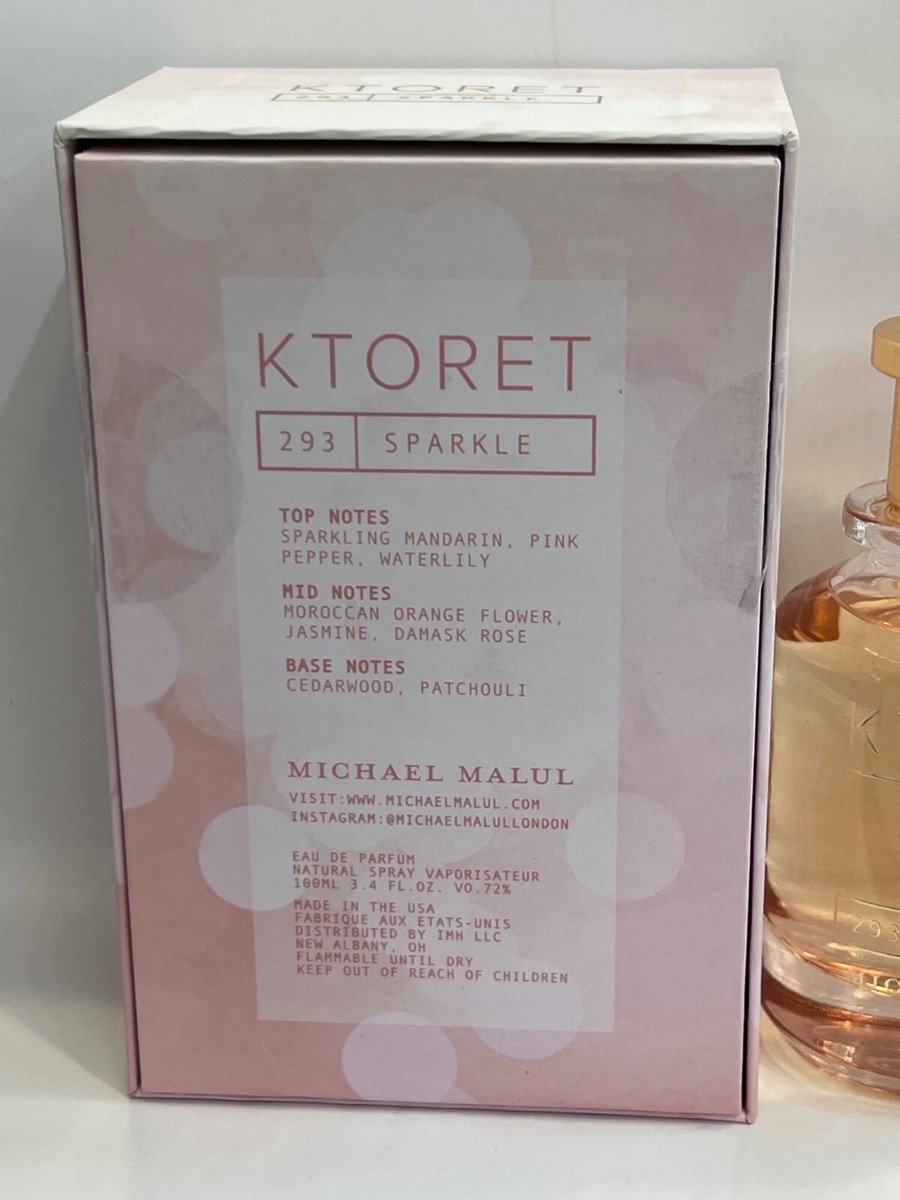 KTORET
293 SPARKLE
KTORET
293 SPARKLE
TOP NOTES
SPARKLING MANDARIN, PINK
PEPPER, WATERLILY
MID NOTES
MOROCCAN ORANGE FLOWER,
JASMINE, DAMASK ROSE
BASE NOTES
CEDARWOOD, PATCHOULI
MICHAEL MALUL
VISIT:WWW.MICHAELMALUL.COM
INSTAGRAM:@MICHAELMALULLONDON
EAU DE PARFUM
NATURAL SPRAY VAPORISATEUR
100ML 3.4 FL.OZ. VO.72%
MADE IN THE USA
FABRIQUE AUX ETATS-UNIS
DISTRIBUTED BY IMH LLC
NEW ALBANY, OH
FLAMMABLE UNTIL DRY
KEEP OUT OF REACH OF CHILDREN
K
293